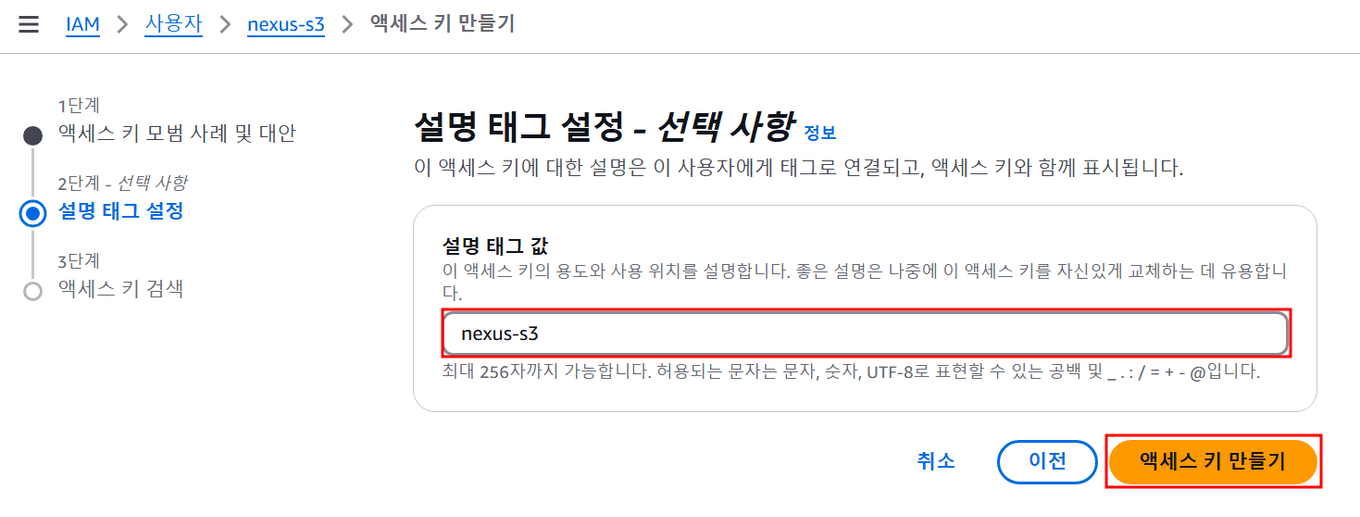 IAM > 사용자 > nexus-s3 > 액세스 키 만들기
1단계
액세스 키 모범 사례 및 대안
2단계 - 선택 사항
설명 태그 설정
3단계
액세스 키 검색
설명 태그 설정 - 선택 사항 정보
이 액세스 키에 대한 설명은 이 사용자에게 태그로 연결되고, 액세스 키와 함께 표시됩니다.
설명 태그 값
이 액세스 키의 용도와 사용 위치를 설명합니다. 좋은 설명은 나중에 이 액세스 키를 자신있게 교체하는 데 유용합니
다.
nexus-s3
최대 256자까지 가능합니다. 허용되는 문자는 문자, 숫자, UTF-8로 표현할 수 있는 공백 및 _ . : / = + - @입니다.
취소 이전 액세스 키 만들기